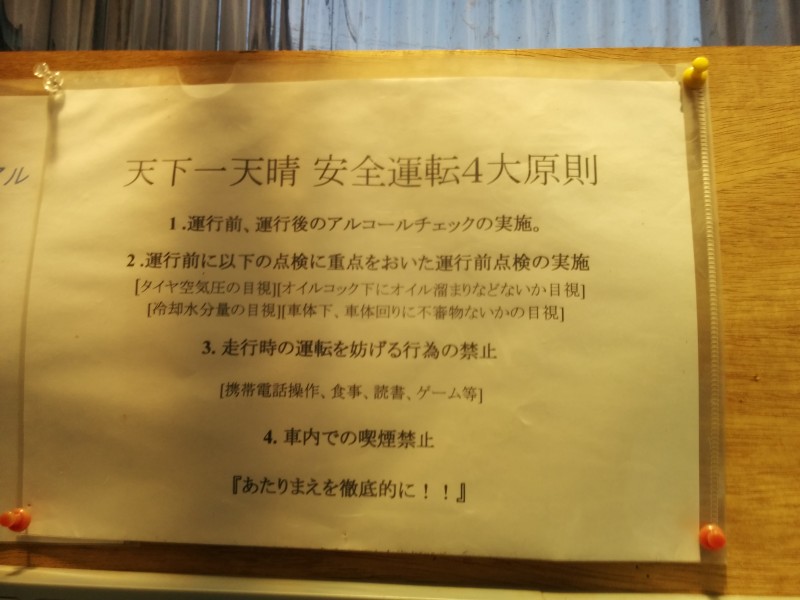 アル
天下一天晴 安全運転4大原則
1.運行前、運行後のアルコールチェックの実施。
2.運行前に以下の点検に重点をおいた運行前点検の実施
[タイヤ空気圧の目視][オイルコック下にオイル溜まりなどないか目視]
[冷却水分量の目視][車体下、車体回りに不審物ないかの目視]
3. 走行時の運転を妨げる行為の禁止
[携帯電話操作、食事、読書、ゲーム等]
4. 車内での喫煙禁止
『あたりまえを徹底的に！！』